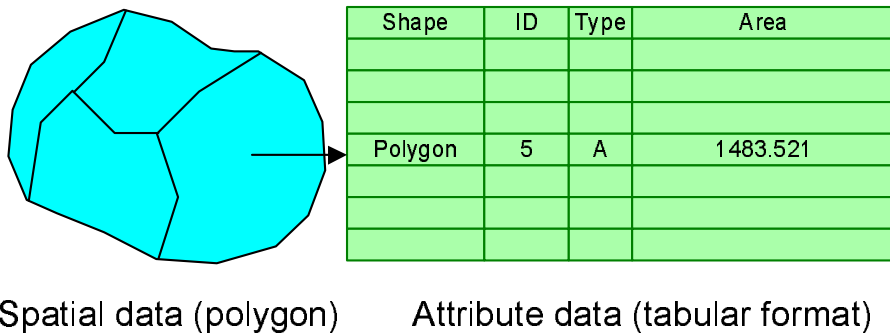 Shape ID Type Area
Polygon 5 A 1483.521
Spatial data (polygon) Attribute data (tabular format)